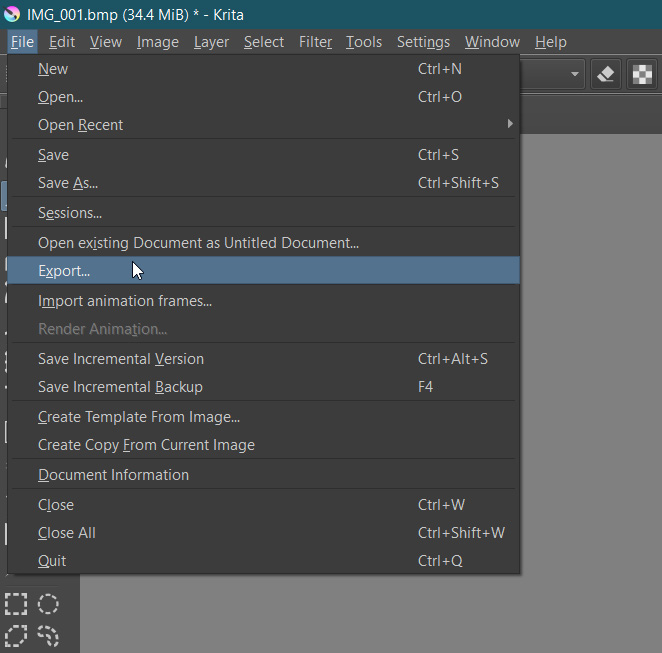 IMG_001.bmp (34.4 MiB) * - Krita
File Edit View Image Layer Select Filter Tools Settings Window Help
New Ctrl+N
Open... Ctrl+O
Open Recent
Save Ctrl+S
Save As... Ctrl+Shift+S
Sessions...
Open existing Document as Untitled Document...
Export...
Import animation frames...
Render Animation...
Save Incremental Version Ctrl+Alt+S
Save Incremental Backup F4
Create Template From Image...
Create Copy From Current Image
Document Information
Close Ctrl+W
Close All Ctrl+Shift+W
Quit Ctrl+Q